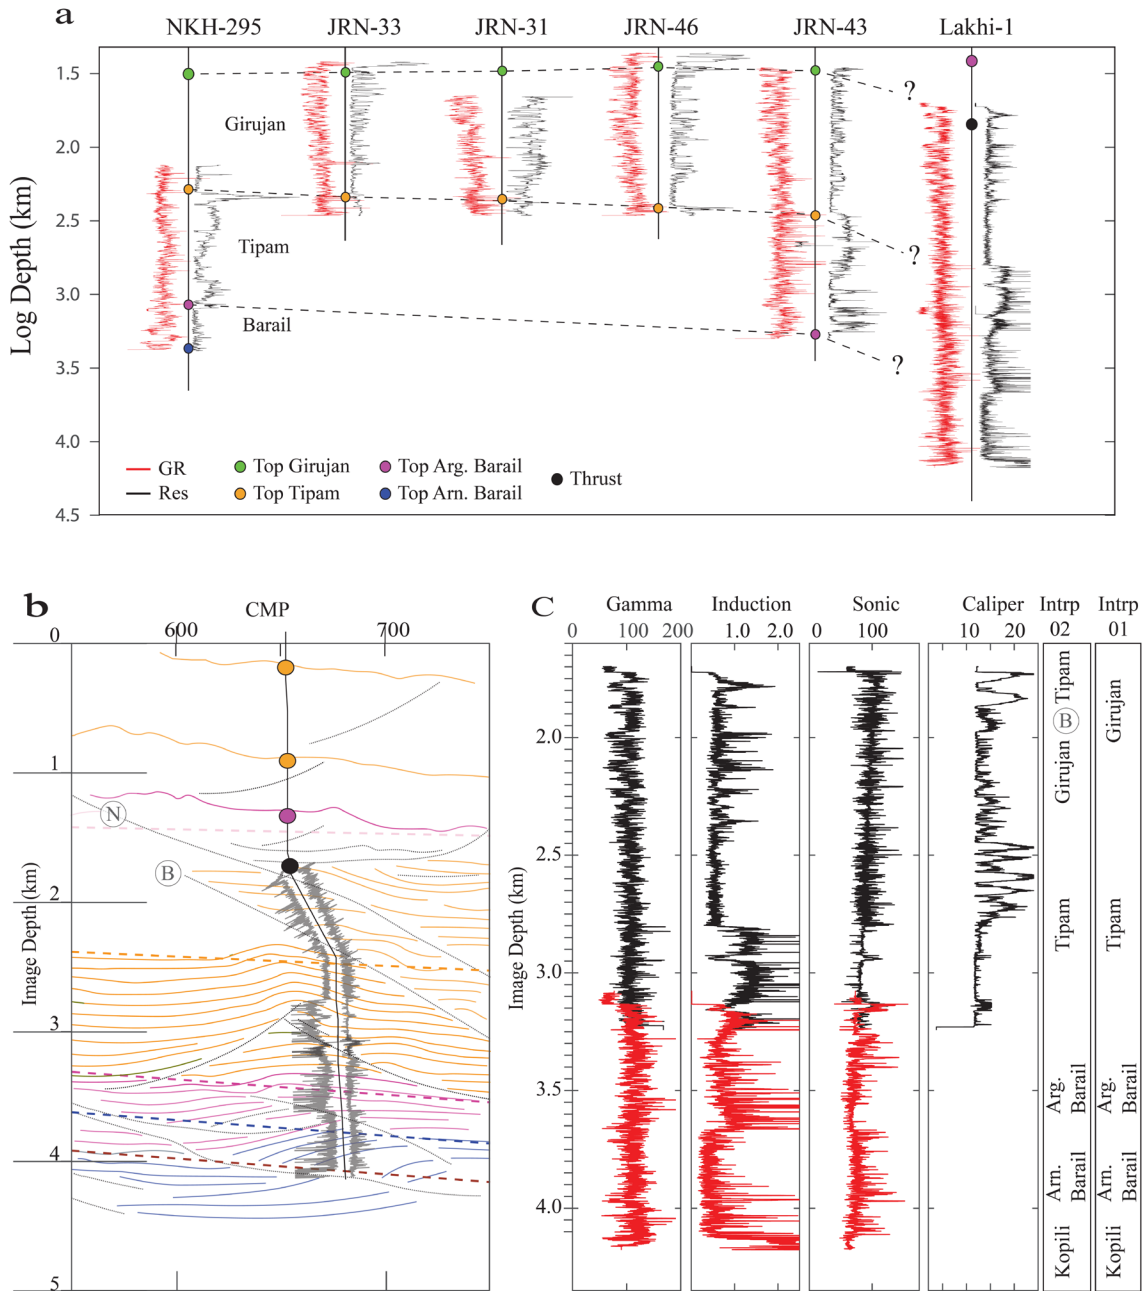 a
NKH-295 JRN-33 JRN-31 JRN-46 JRN-43 Lakhi-1
1.5
?
Girujan
2.0
2.5
Tipam
?
3.0
Barail
3.5
?
4.0
4.5
Log Depth (km)
GR Top Girujan Top Arg. Barail Thrust
Res Top Tipam Top Arn. Barail
b
CMP
600 700
0
1
2
3
4
5
N
B
Image Depth (km)
C
Gamma Induction Sonic Caliper Intrp 02 Intrp 01
0 100 200 0 1.0 2.0 0 100 10 20
2.0
2.5
3.0
3.5
4.0
Image Depth (km)
Tipam
B
Girujan
Tipam
Arg. Barail
Arn. Barail
Kopili
Girujan
Tipam
Arg. Barail
Arn. Barail
Kopili